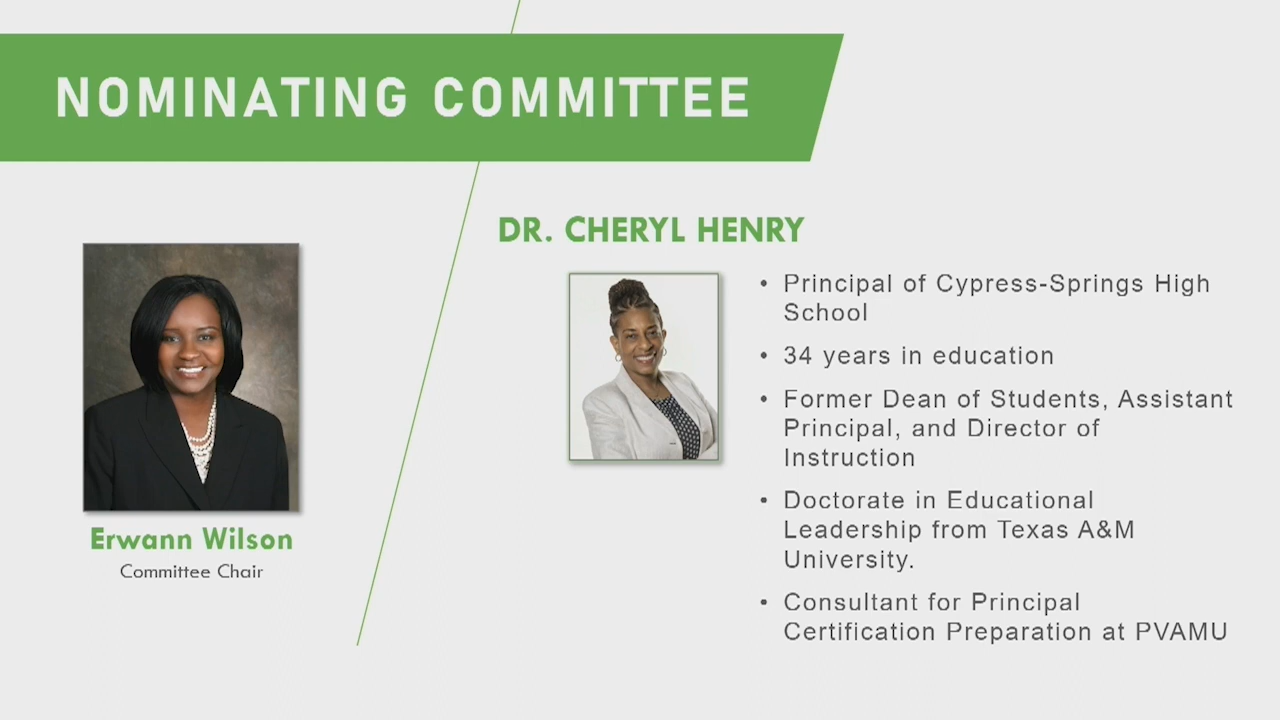 NOMINATING COMMITTEE
Erwann Wilson
Committee Chair
DR. CHERYL HENRY
• Principal of Cypress-Springs High
School
• 34 years in education
• Former Dean of Students, Assistant
Principal, and Director of
Instruction
• Doctorate in Educational
Leadership from Texas A&M
University.
• Consultant for Principal
Certification Preparation at PVAMU